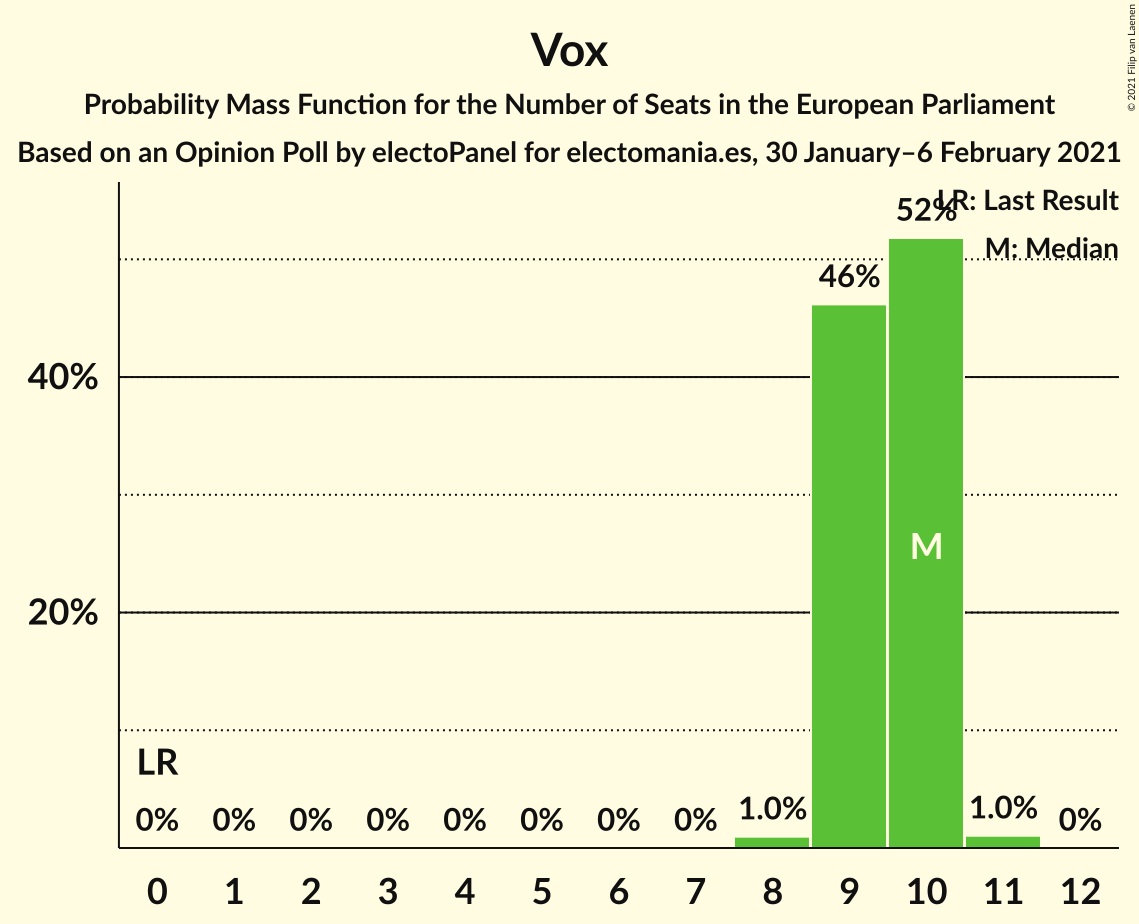 Vox
Probability Mass Function for the Number of Seats in the European Parliament
Based on an Opinion Poll by electoPanel for electomania.es, 30 January–6 February 2021
© 2021 Filip van Laenen
LR: Last Result
M: Median
52%
46%
40%
M
20%
LR
0% 0% 0% 0% 0% 0% 0% 0% 1.0% 1.0% 0%
0 1 2 3 4 5 6 7 8 9 10 11 12